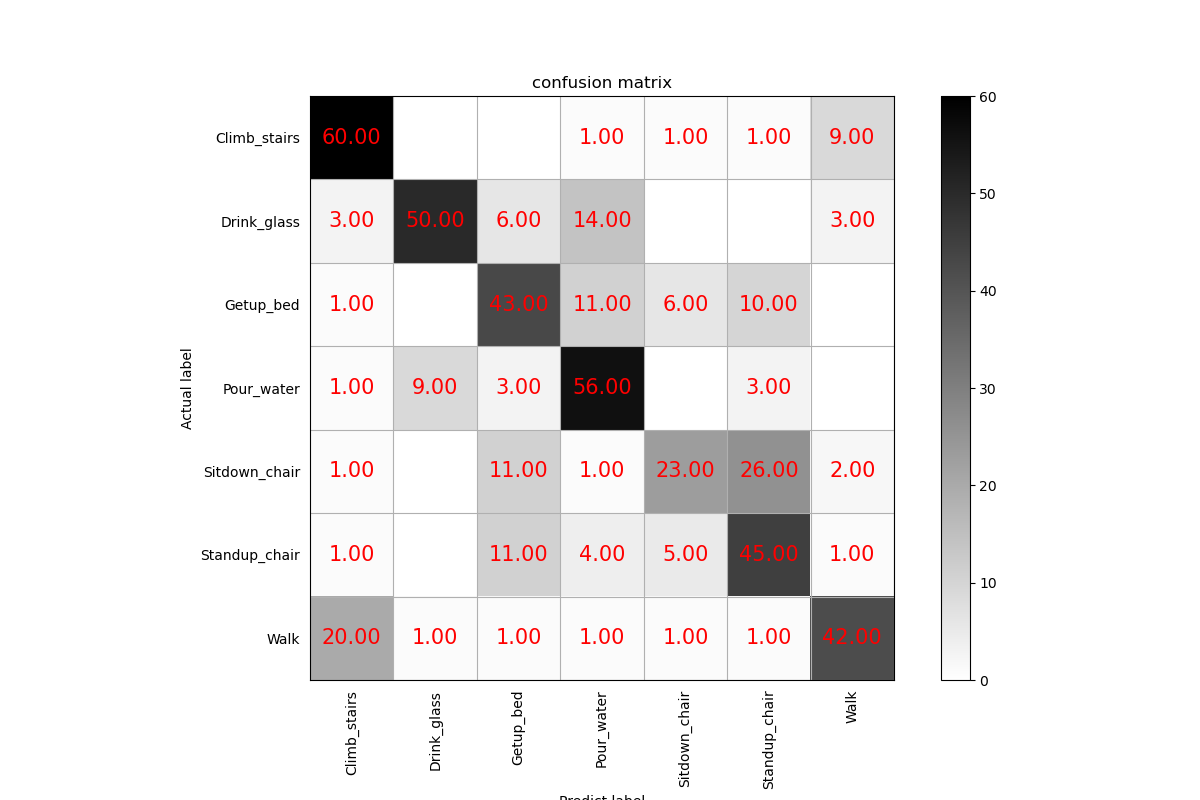 confusion matrix
Climb_stairs 60.00 1.00 1.00 1.00 9.00
Drink_glass 3.00 50.00 6.00 14.00 3.00
Getup_bed 1.00 43.00 11.00 6.00 10.00
Pour_water 1.00 9.00 3.00 56.00 3.00
Sitdown_chair 1.00 11.00 1.00 23.00 26.00 2.00
Standup_chair 1.00 11.00 4.00 5.00 45.00 1.00
Walk 20.00 1.00 1.00 1.00 1.00 1.00 42.00
Actual label
Climb_stairs
Drink_glass
Getup_bed
Pour_water
Sitdown_chair
Standup_chair
Walk
Predict label
60
50
40
30
20
10
0